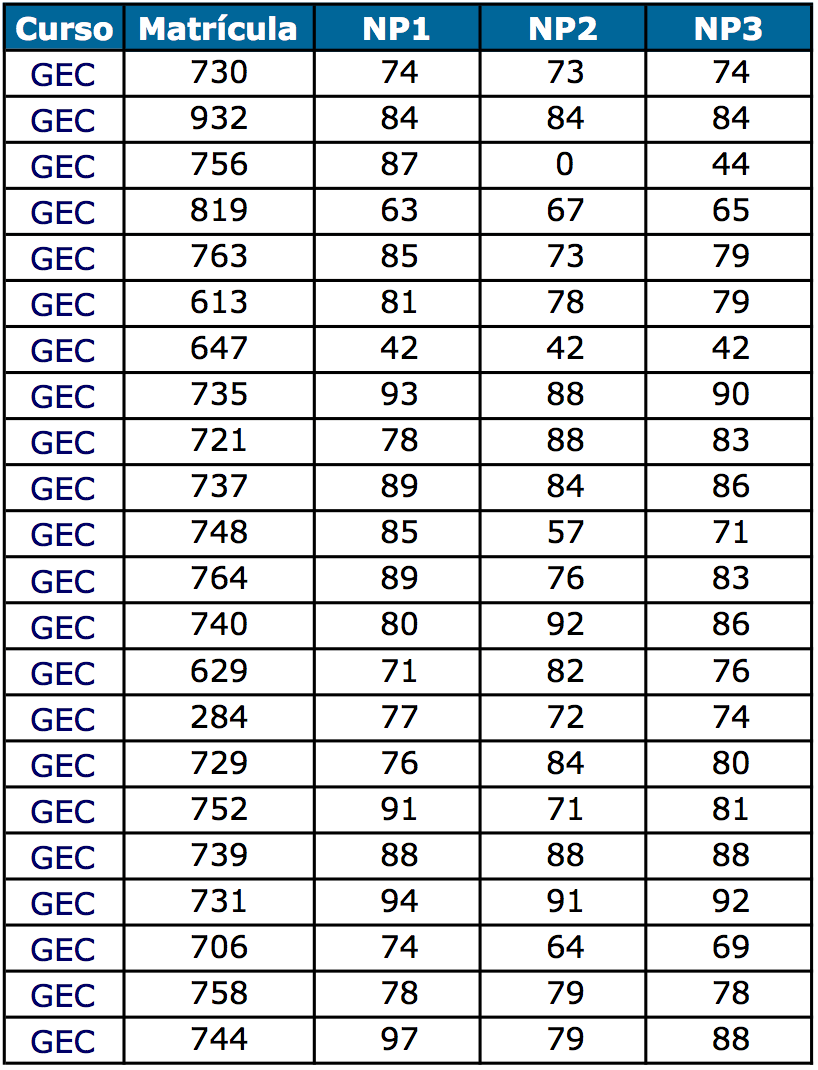 Curso Matrícula NP1 NP2 NP3
GEC 730 74 73 74
GEC 932 84 84 84
GEC 756 87 0 44
GEC 819 63 67 65
GEC 763 85 73 79
GEC 613 81 78 79
GEC 647 42 42 42
GEC 735 93 88 90
GEC 721 78 88 83
GEC 737 89 84 86
GEC 748 85 57 71
GEC 764 89 76 83
GEC 740 80 92 86
GEC 629 71 82 76
GEC 284 77 72 74
GEC 729 76 84 80
GEC 752 91 71 81
GEC 739 88 88 88
GEC 731 94 91 92
GEC 706 74 64 69
GEC 758 78 79 78
GEC 744 97 79 88